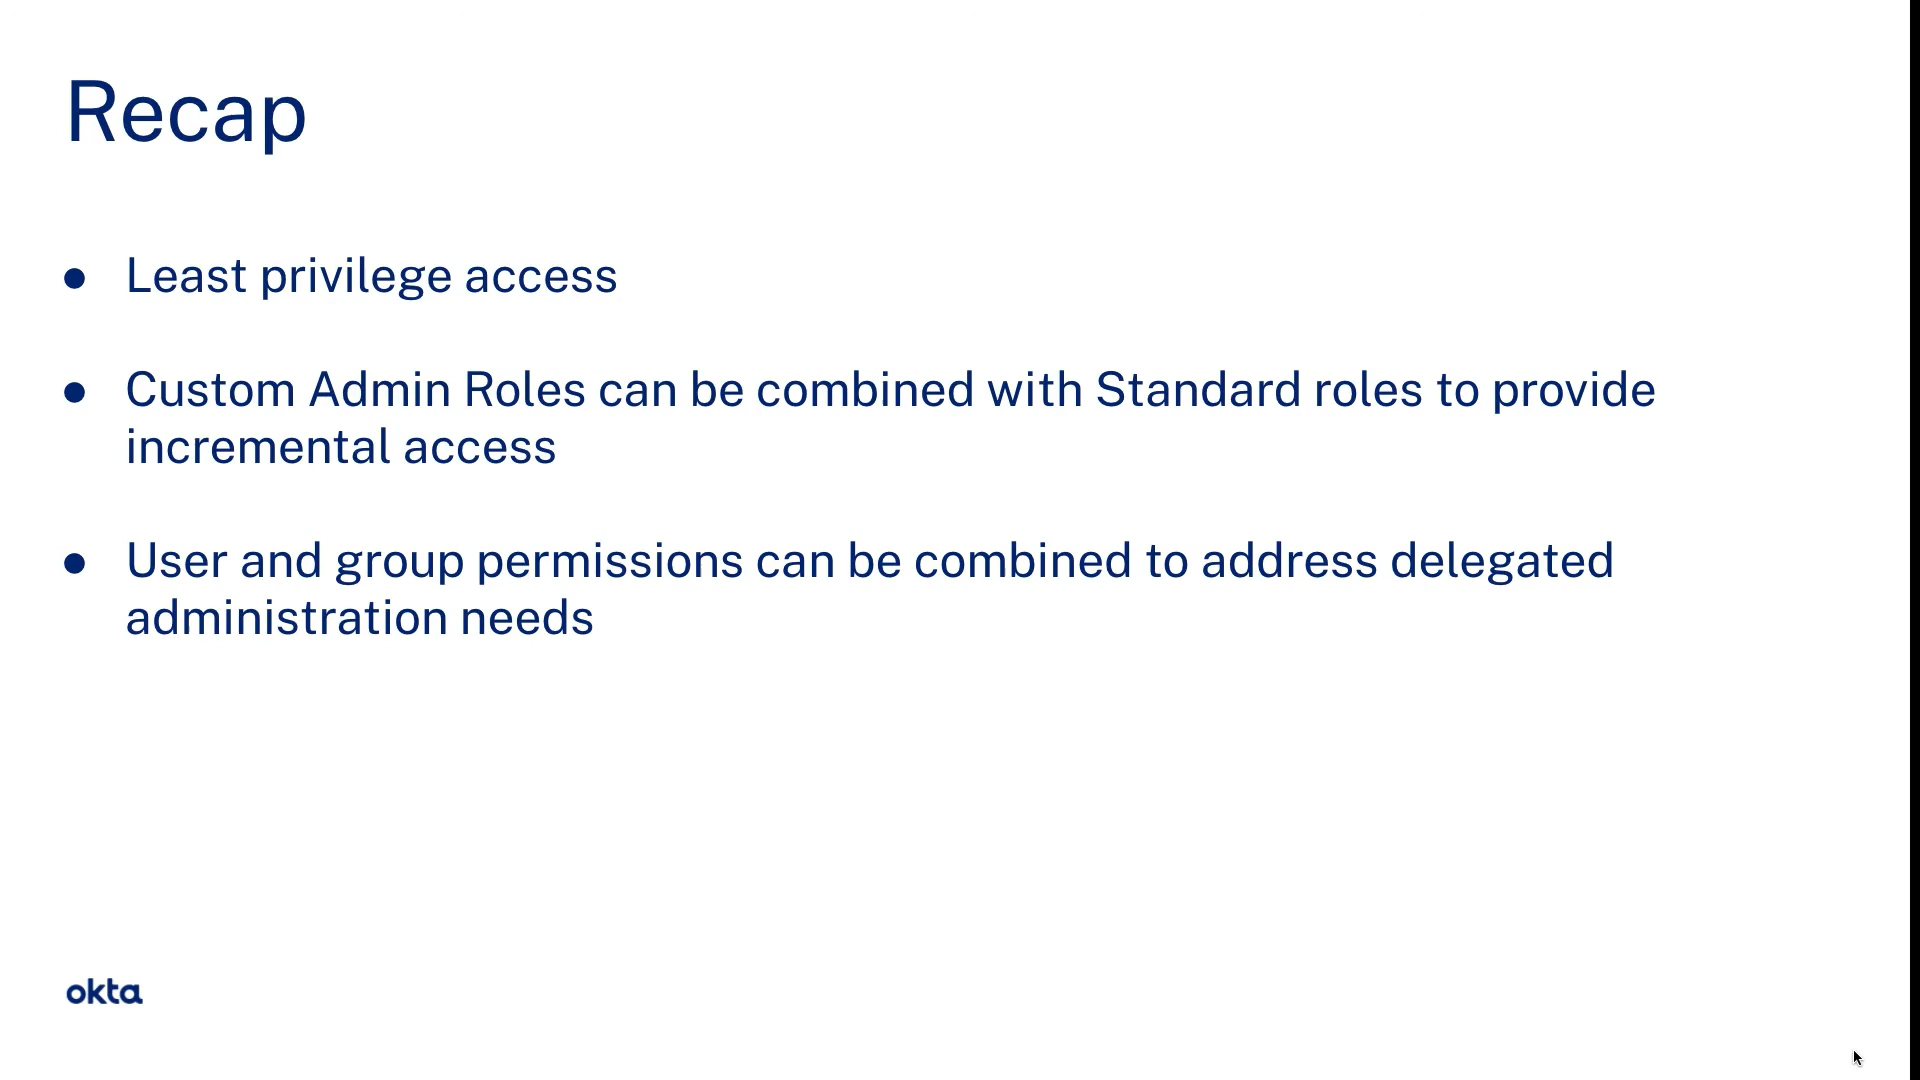 Recap
● Least privilege access
● Custom Admin Roles can be combined with Standard roles to provide
incremental access
● User and group permissions can be combined to address delegated
administration needs
okta